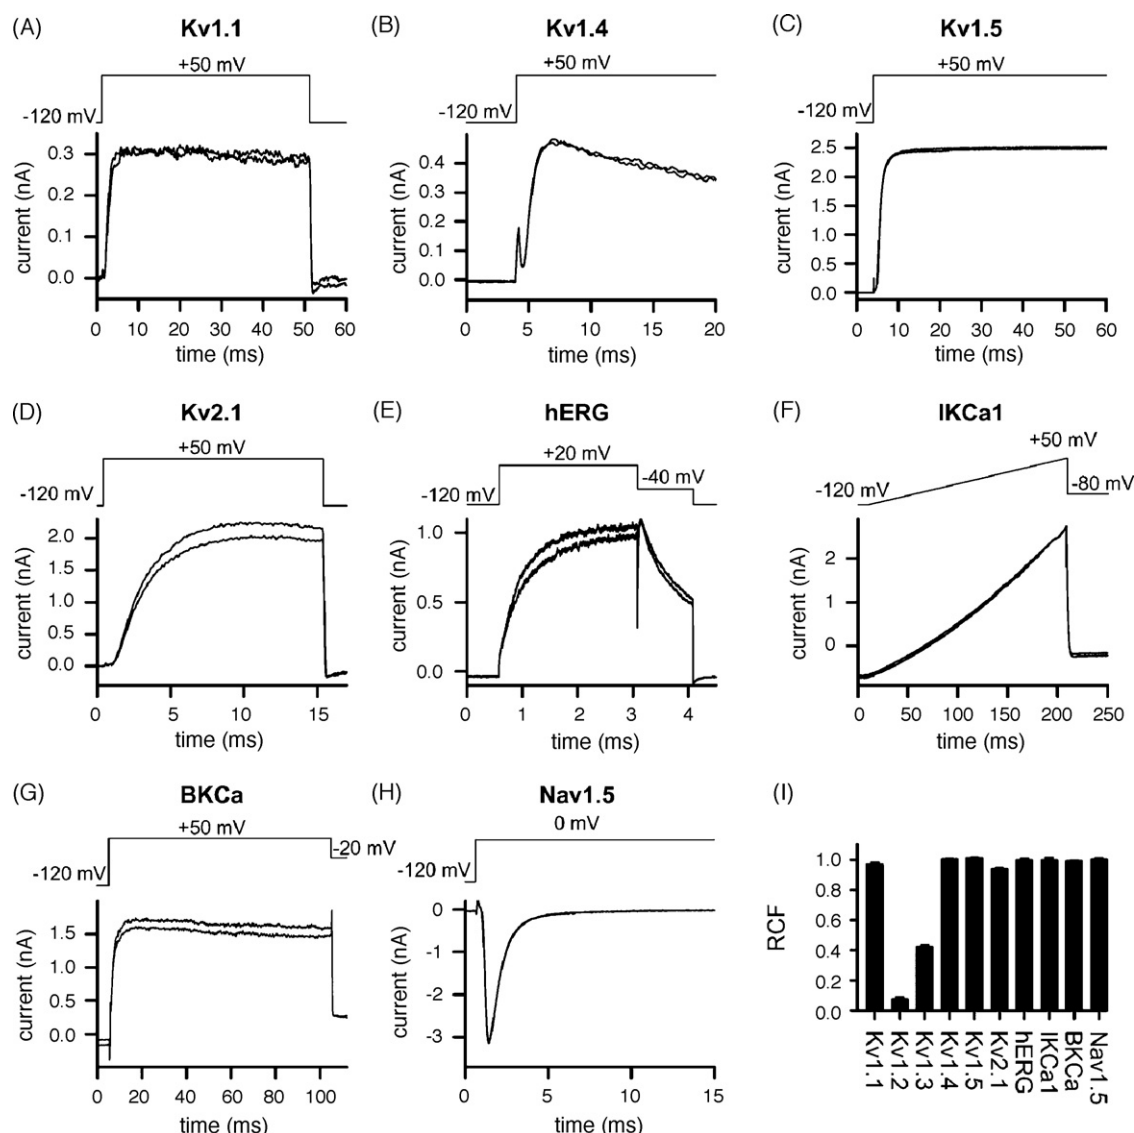 (A) Kv1.1
+50 mV
-120 mV
current (nA)
0.3
0.2
0.1
0.0
0 10 20 30 40 50 60
time (ms)
(B) Kv1.4
+50 mV
-120 mV
current (nA)
0.4
0.3
0.2
0.1
0.0
0 5 10 15 20
time (ms)
(C) Kv1.5
+50 mV
-120 mV
current (nA)
2.5
2.0
1.5
1.0
0.5
0.0
0 10 20 30 40 50 60
time (ms)
(D) Kv2.1
+50 mV
-120 mV
current (nA)
2.0
1.5
1.0
0.5
0.0
0 5 10 15
time (ms)
(E) hERG
+20 mV
-40 mV
-120 mV
current (nA)
1.0
0.5
0.0
0 1 2 3 4
time (ms)
(F) IKCa1
+50 mV
-120 mV
-80 mV
current (nA)
3
2
1
0
0 50 100 150 200 250
time (ms)
(G) BKCa
+50 mV
-20 mV
-120 mV
current (nA)
1.5
1.0
0.5
0.0
0 20 40 60 80 100
time (ms)
(H) Nav1.5
0 mV
-120 mV
current (nA)
0
-1
-2
-3
0 5 10 15
time (ms)
(I)
RCF
1.0
0.8
0.6
0.4
0.2
0.0
Kv1.1
Kv1.2
Kv1.3
Kv1.4
Kv1.5
Kv2.1
hERG
IKCa1
BKCa
Nav1.5